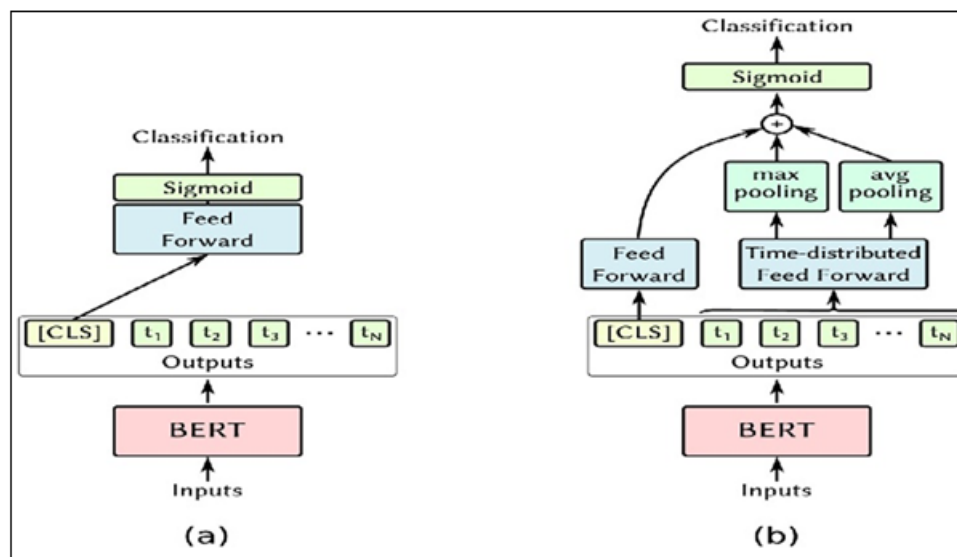 Classification
Sigmoid
Feed
Forward
[CLS] t1 t2 t3 ... tN
Outputs
BERT
Inputs
(a)
Classification
Sigmoid
+
max
pooling
avg
pooling
Feed
Forward
Time-distributed
Feed Forward
[CLS] t1 t2 t3 ... tN
Outputs
BERT
Inputs
(b)